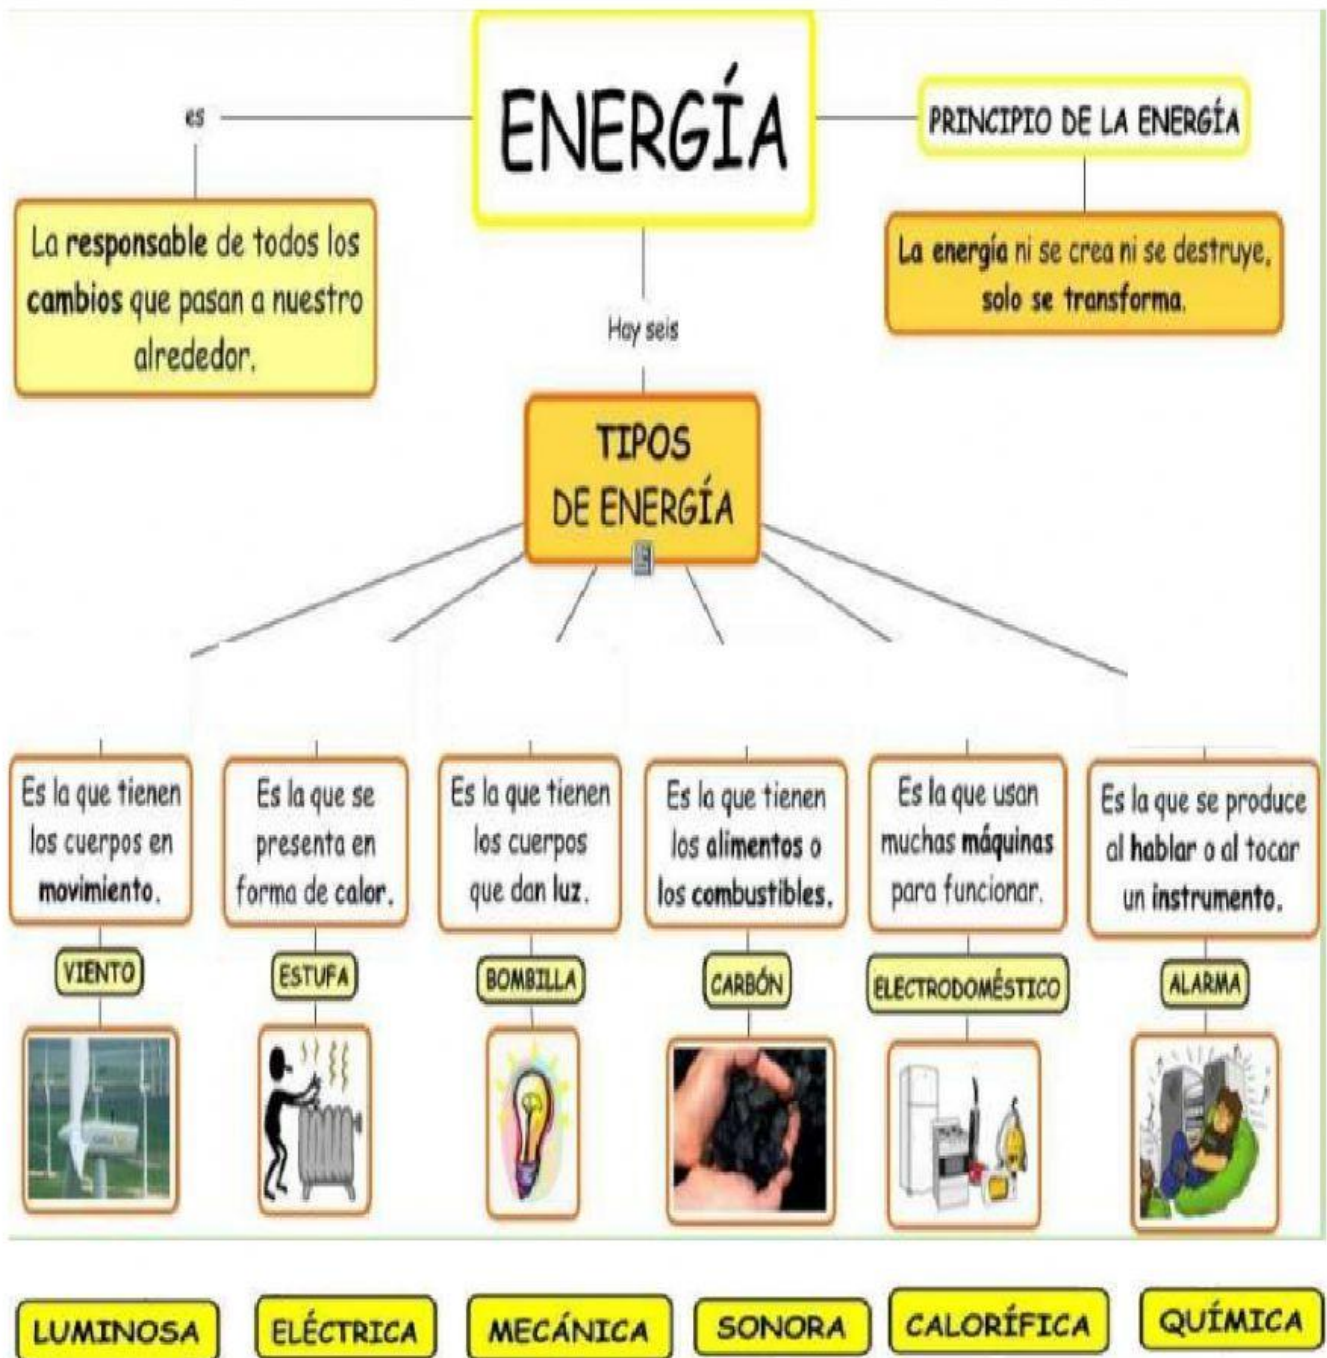 ENERGÍA
es
PRINCIPIO DE LA ENERGÍA
La responsable de todos los
cambios que pasan a nuestro
alrededor.
La energía ni se crea ni se destruye,
solo se transforma.
Hay seis
TIPOS
DE ENERGÍA
Es la que tienen
los cuerpos en
movimiento.
Es la que se
presenta en
forma de calor.
Es la que tienen
los cuerpos
que dan luz.
Es la que tienen
los alimentos o
los combustibles.
Es la que usan
muchas máquinas
para funcionar.
Es la que se produce
al hablar o al tocar
un instrumento.
VIENTO
ESTUFA
BOMBILLA
CARBÓN
ELECTRODOMÉSTICO
ALARMA
LUMINOSA
ELÉCTRICA
MECÁNICA
SONORA
CALORÍFICA
QUÍMICA